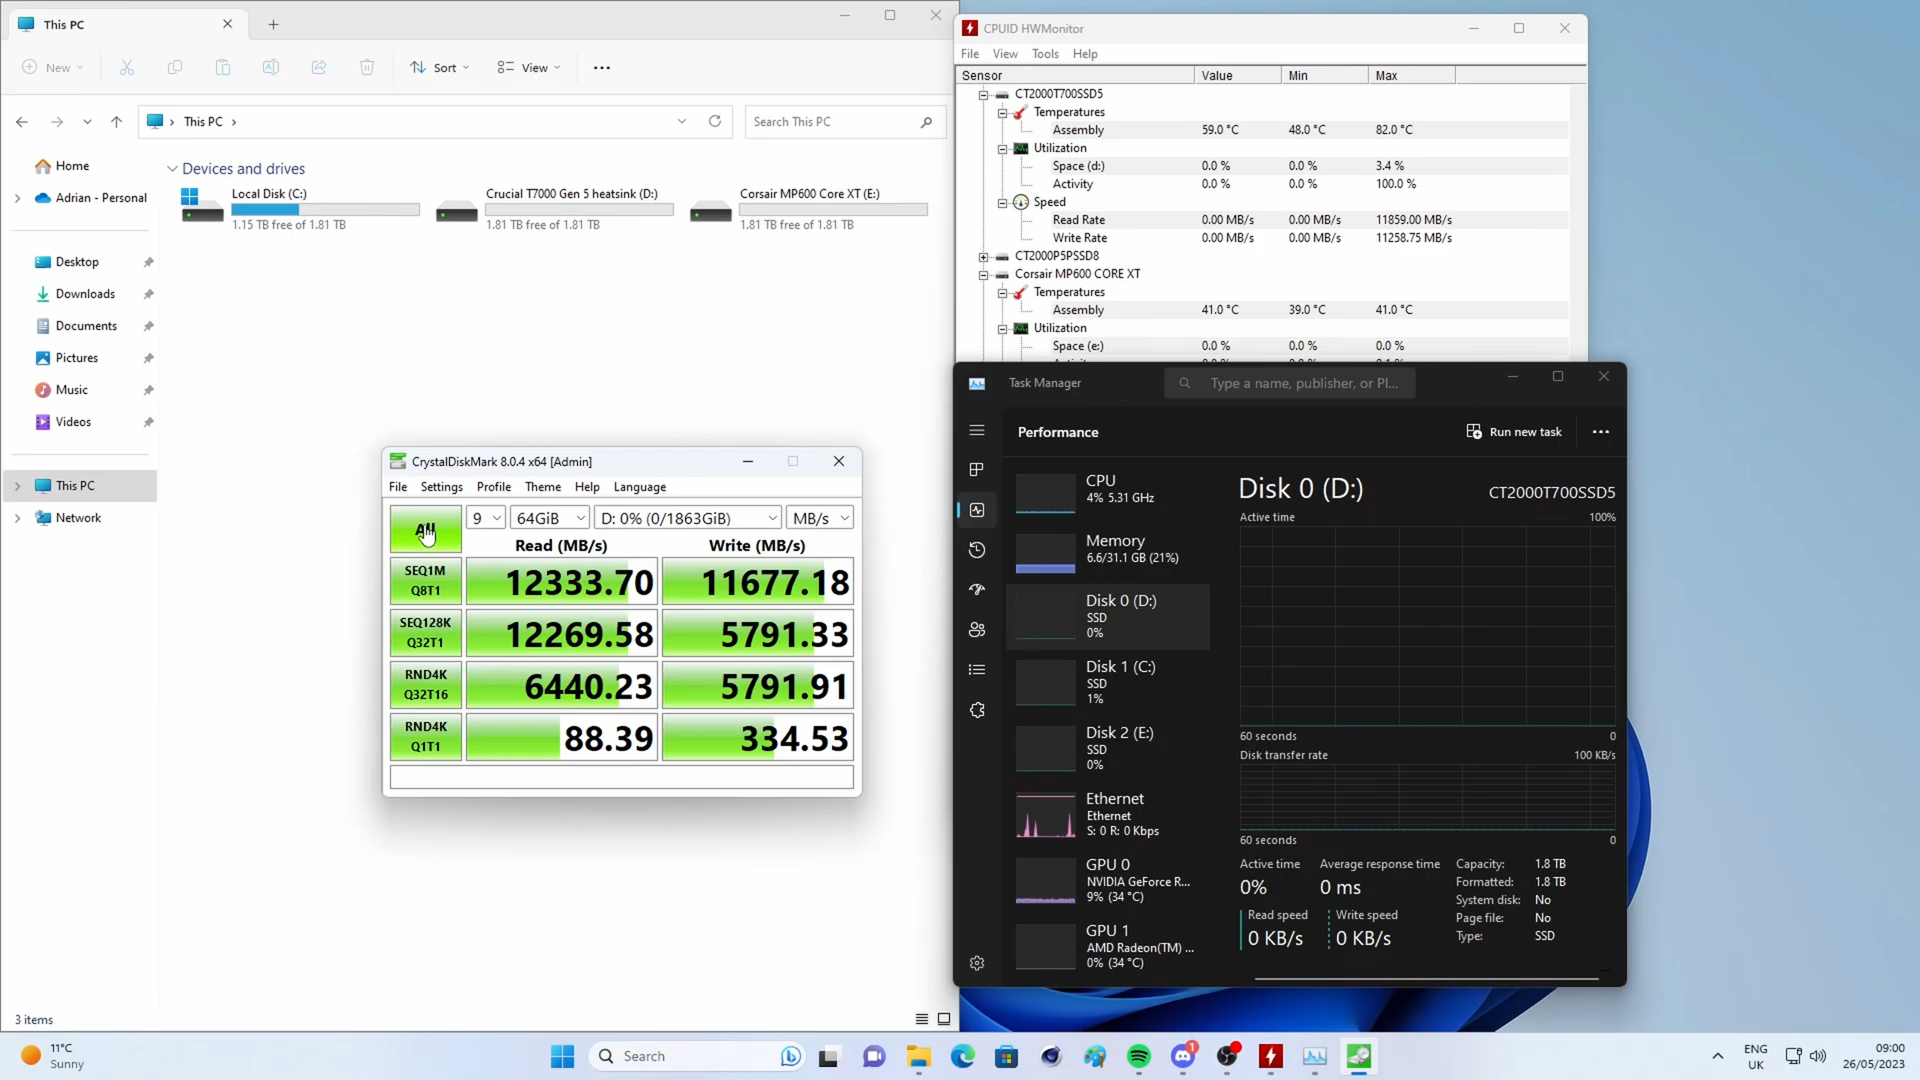 This PC
New
Sort
View
This PC
Search This PC
Home
Adrian - Personal
Desktop
Downloads
Documents
Pictures
Music
Videos
This PC
Network
Devices and drives
Local Disk (C:)
1.15 TB free of 1.81 TB
Crucial T7000 Gen 5 heatsink (D:)
1.81 TB free of 1.81 TB
Corsair MP600 Core XT (E:)
1.81 TB free of 1.81 TB
3 items
CrystalDiskMark 8.0.4 x64 [Admin]
File Settings Profile Theme Help Language
All 9 64GiB D: 0% (0/1863GiB) MB/s
Read (MB/s) Write (MB/s)
SEQ1M
Q8T1
12333.70 11677.18
SEQ128K
Q32T1
12269.58 5791.33
RND4K
Q32T16
6440.23 5791.91
RND4K
Q1T1
88.39 334.53
CPUID HWMonitor
File View Tools Help
Sensor Value Min Max
CT2000T700SSD5
Temperatures
Assembly 59.0 °C 48.0 °C 82.0 °C
Utilization
Space (d:) 0.0 % 0.0 % 3.4 %
Activity 0.0 % 0.0 % 100.0 %
Speed
Read Rate 0.00 MB/s 0.00 MB/s 11859.00 MB/s
Write Rate 0.00 MB/s 0.00 MB/s 11258.75 MB/s
CT2000P5PSSD8
Corsair MP600 CORE XT
Temperatures
Assembly 41.0 °C 39.0 °C 41.0 °C
Utilization
Space (e:) 0.0 % 0.0 % 0.0 %
Task Manager
Type a name, publisher, or PI...
Performance
Run new task
CPU
4% 5.31 GHz
Memory
6.6/31.1 GB (21%)
Disk 0 (D:)
SSD
0%
Disk 1 (C:)
SSD
1%
Disk 2 (E:)
SSD
0%
Ethernet
Ethernet
S: 0 R: 0 Kbps
GPU 0
NVIDIA GeForce R...
9% (34 °C)
GPU 1
AMD Radeon(TM) ...
0% (34 °C)
Disk 0 (D:) CT2000T700SSD5
Active time 100%
60 seconds 0
Disk transfer rate 100 KB/s
60 seconds 0
Active time
0%
Average response time
0 ms
Read speed
0 KB/s
Write speed
0 KB/s
Capacity: 1.8 TB
Formatted: 1.8 TB
System disk: No
Page file: No
Type: SSD
11°C
Sunny
Search
1
ENG
UK
09:00
26/05/2023